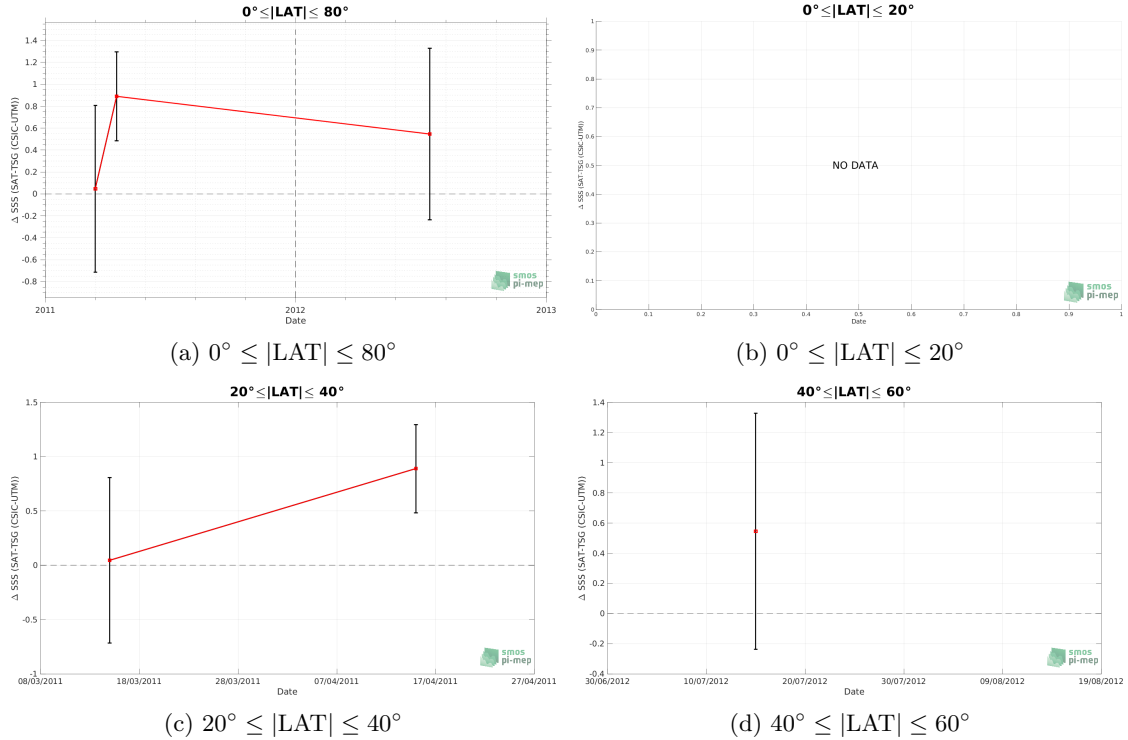 0°≤|LAT|≤ 80°
1.4
1.2
1
0.8
0.6
0.4
0.2
0
-0.2
-0.4
-0.6
-0.8
Δ SSS (SAT-TSG (CSIC-UTM))
2011
2012
2013
Date
smos
pi-mep
(a) 0° ≤ |LAT| ≤ 80°
0°≤|LAT|≤ 20°
1
0.9
0.8
0.7
0.6
0.5
0.4
0.3
0.2
0.1
0
Δ SSS (SAT-TSG (CSIC-UTM))
NO DATA
0 0.1 0.2 0.3 0.4 0.5 0.6 0.7 0.8 0.9 1
Date
smos
pi-mep
(b) 0° ≤ |LAT| ≤ 20°
20°≤|LAT|≤ 40°
1.5
1
0.5
0
-0.5
-1
Δ SSS (SAT-TSG (CSIC-UTM))
08/03/2011 18/03/2011 28/03/2011 07/04/2011 17/04/2011 27/04/2011
Date
smos
pi-mep
(c) 20° ≤ |LAT| ≤ 40°
40°≤|LAT|≤ 60°
1.4
1.2
1
0.8
0.6
0.4
0.2
0
-0.2
-0.4
Δ SSS (SAT-TSG (CSIC-UTM))
30/06/2012 10/07/2012 20/07/2012 30/07/2012 09/08/2012 19/08/2012
Date
smos
pi-mep
(d) 40° ≤ |LAT| ≤ 60°